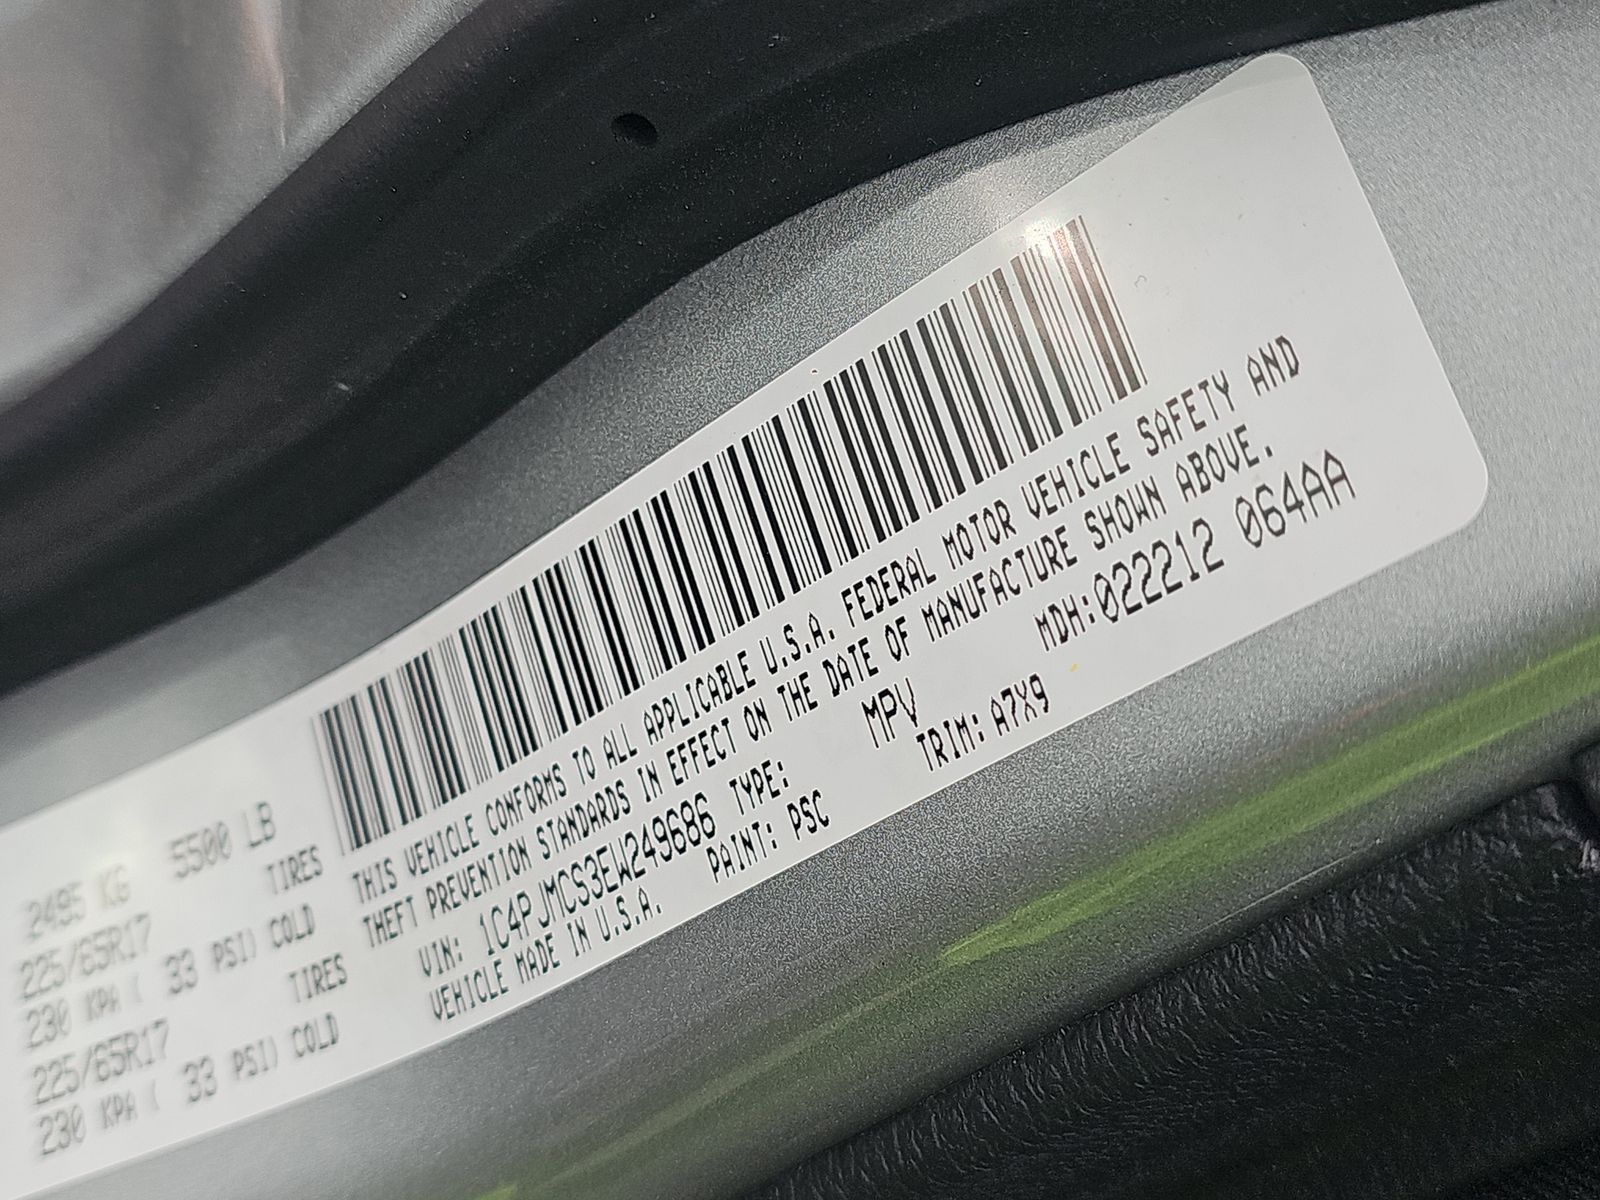 2495 KG 5500 LB
225/65R17 TIRES
230 KPA ( 33 PSI) COLD
225/65R17 TIRES
230 KPA ( 33 PSI) COLD
THIS VEHICLE CONFORMS TO ALL APPLICABLE U.S.A. FEDERAL MOTOR VEHICLE SAFETY AND
THEFT PREVENTION STANDARDS IN EFFECT ON THE DATE OF MANUFACTURE SHOWN ABOVE.
VIN: 1C4PJMCS3EW249686 TYPE: MPV MDH:022212 064AA
VEHICLE MADE IN U.S.A. PAINT: PSC TRIM: A7X9